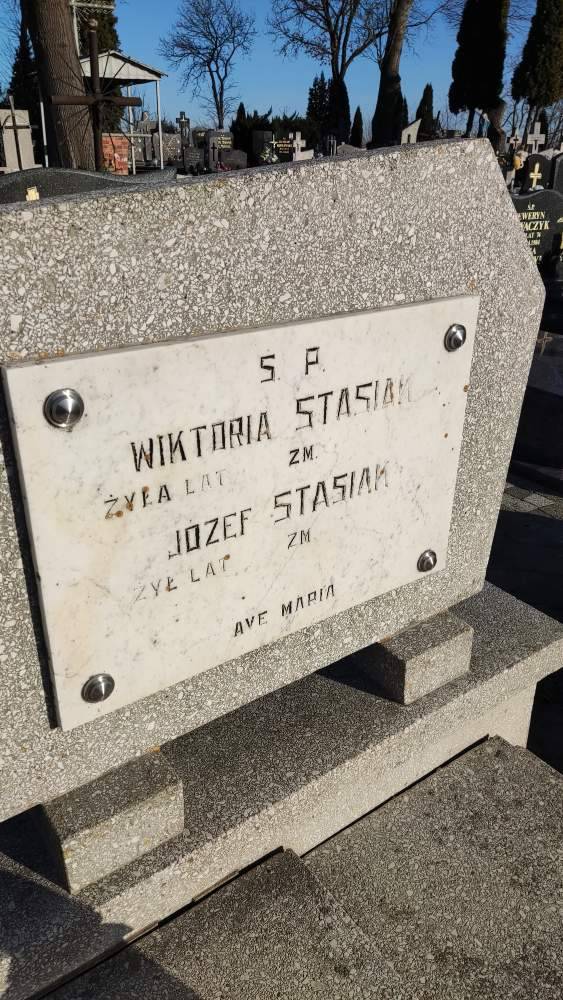 Ś. P.
WIKTORIA STASIAK
ŻYŁA LAT ZM.
JÓZEF STASIAK
ŻYŁ LAT ZM
AVE MARIA
Ś.P.